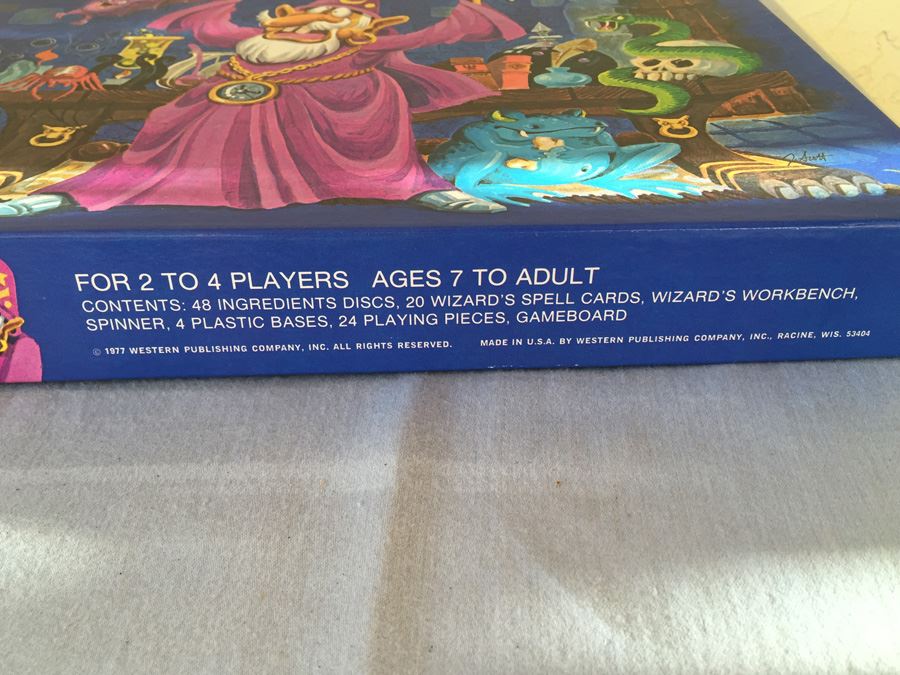 FOR 2 TO 4 PLAYERS AGES 7 TO ADULT
CONTENTS: 48 INGREDIENTS DISCS, 20 WIZARD'S SPELL CARDS, WIZARD'S WORKBENCH,
SPINNER, 4 PLASTIC BASES, 24 PLAYING PIECES, GAMEBOARD
© 1977 WESTERN PUBLISHING COMPANY, INC. ALL RIGHTS RESERVED. MADE IN U.S.A. BY WESTERN PUBLISHING COMPANY, INC., RACINE, WIS. 53404